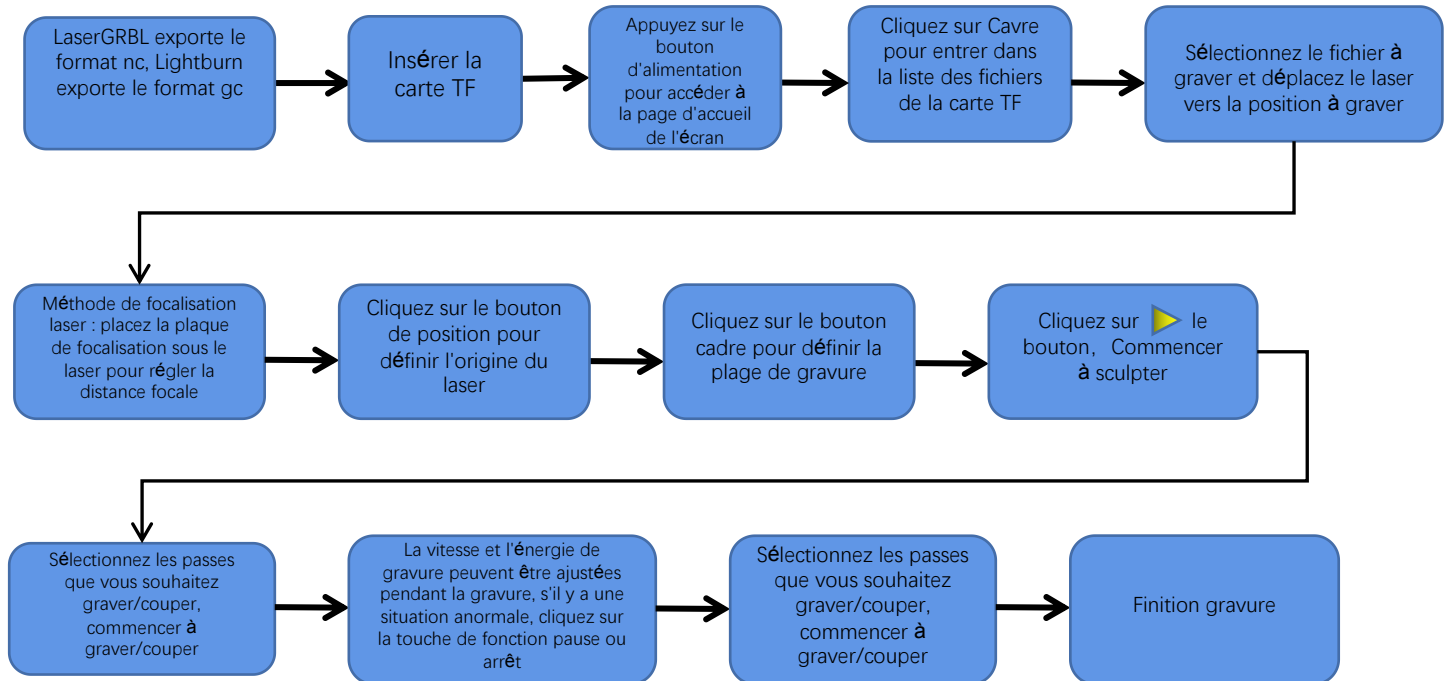 LaserGRBL exporte le
format nc, Lightburn
exporte le format gc
Insérer la
carte TF
Appuyez sur le
bouton
d'alimentation
pour accéder à
la page d'accueil
de l'écran
Cliquez sur Cavre
pour entrer dans
la liste des fichiers
de la carte TF
Sélectionnez le fichier à
graver et déplacez le laser
vers la position à graver
Méthode de focalisation
laser : placez la plaque
de focalisation sous le
laser pour régler la
distance focale
Cliquez sur le bouton
de position pour
définir l'origine du
laser
Cliquez sur le bouton
cadre pour définir la
plage de gravure
Cliquez sur le
bouton, Commencer
à sculpter
Sélectionnez les passes
que vous souhaitez
graver/couper,
commencer à
graver/couper
La vitesse et l'énergie de
gravure peuvent être ajustées
pendant la gravure, s'il y a une
situation anormale, cliquez sur
la touche de fonction pause ou
arrêt
Sélectionnez les passes
que vous souhaitez
graver/couper,
commencer à
graver/couper
Finition gravure